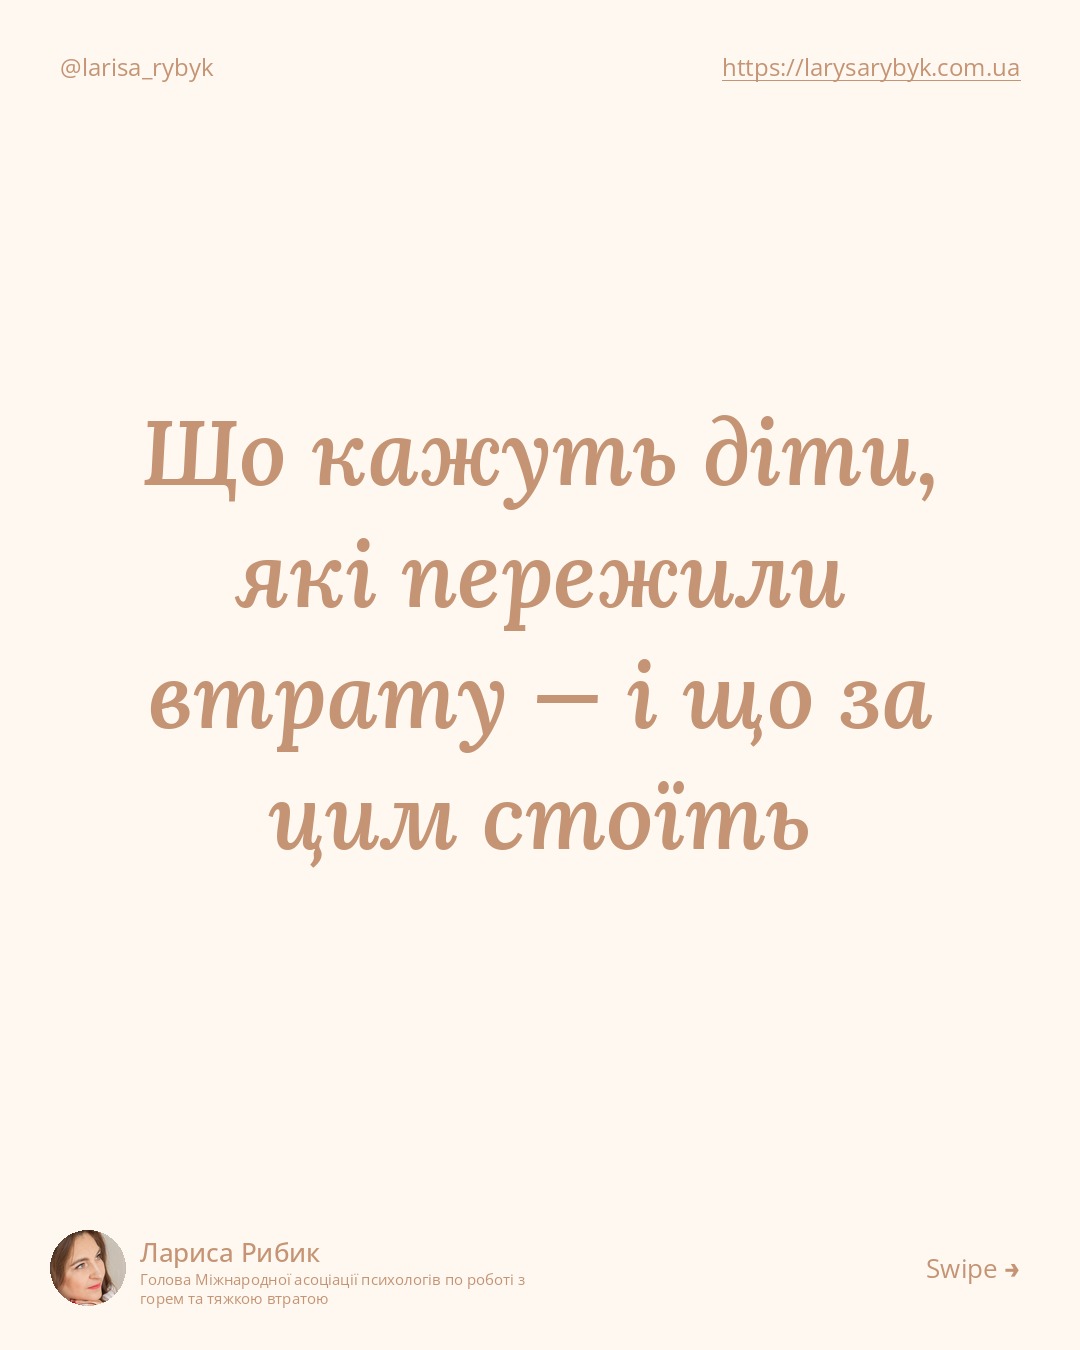 @larisa_rybyk
https://larysarybyk.com.ua
Що кажуть діти,
які пережили
втрату — і що за
цим стоїть
Лариса Рибик
Голова Міжнародної асоціації психологів по роботі з
горем та тяжкою втратою
Swipe →